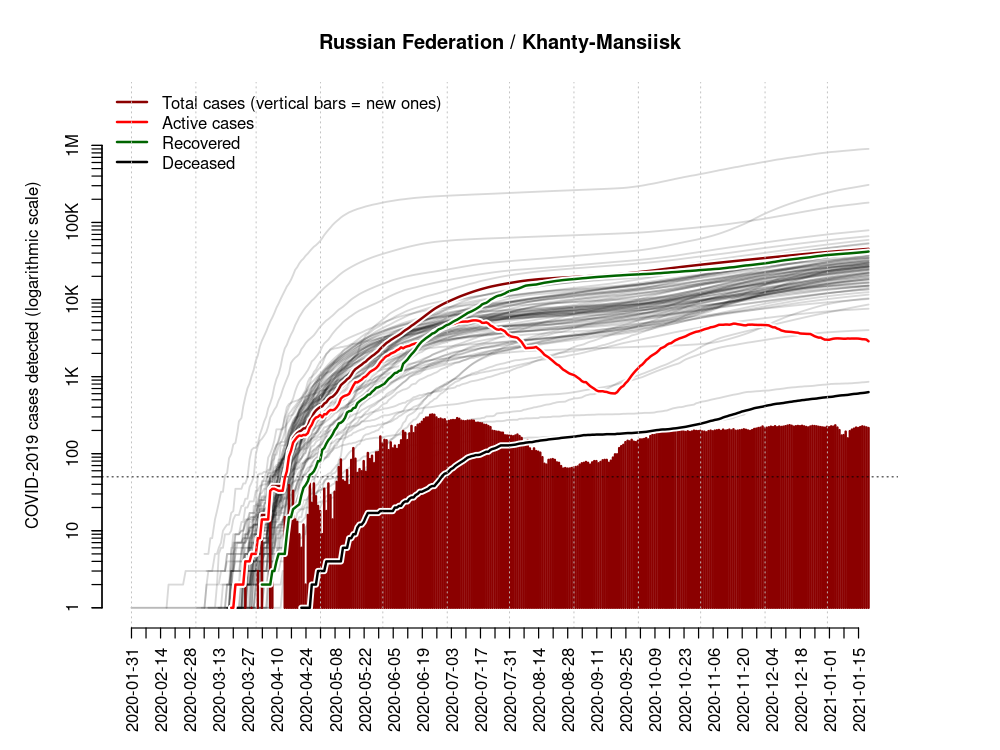 Russian Federation / Khanty-Mansiisk
Total cases (vertical bars = new ones)
Active cases
Recovered
Deceased
COVID-2019 cases detected (logarithmic scale)
1M
100K
10K
1K
100
10
1
2020-01-31
2020-02-14
2020-02-28
2020-03-13
2020-03-27
2020-04-10
2020-04-24
2020-05-08
2020-05-22
2020-06-05
2020-06-19
2020-07-03
2020-07-17
2020-07-31
2020-08-14
2020-08-28
2020-09-11
2020-09-25
2020-10-09
2020-10-23
2020-11-06
2020-11-20
2020-12-04
2020-12-18
2021-01-01
2021-01-15